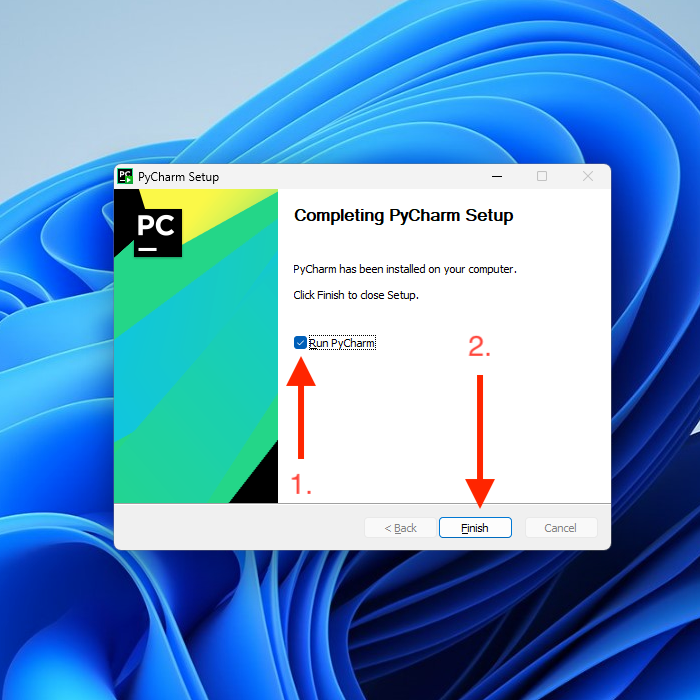 PC
PyCharm Setup
PC
Completing PyCharm Setup
PyCharm has been installed on your computer.
Click Finish to close Setup.
Run PyCharm
2.
1.
< Back
Finish
Cancel